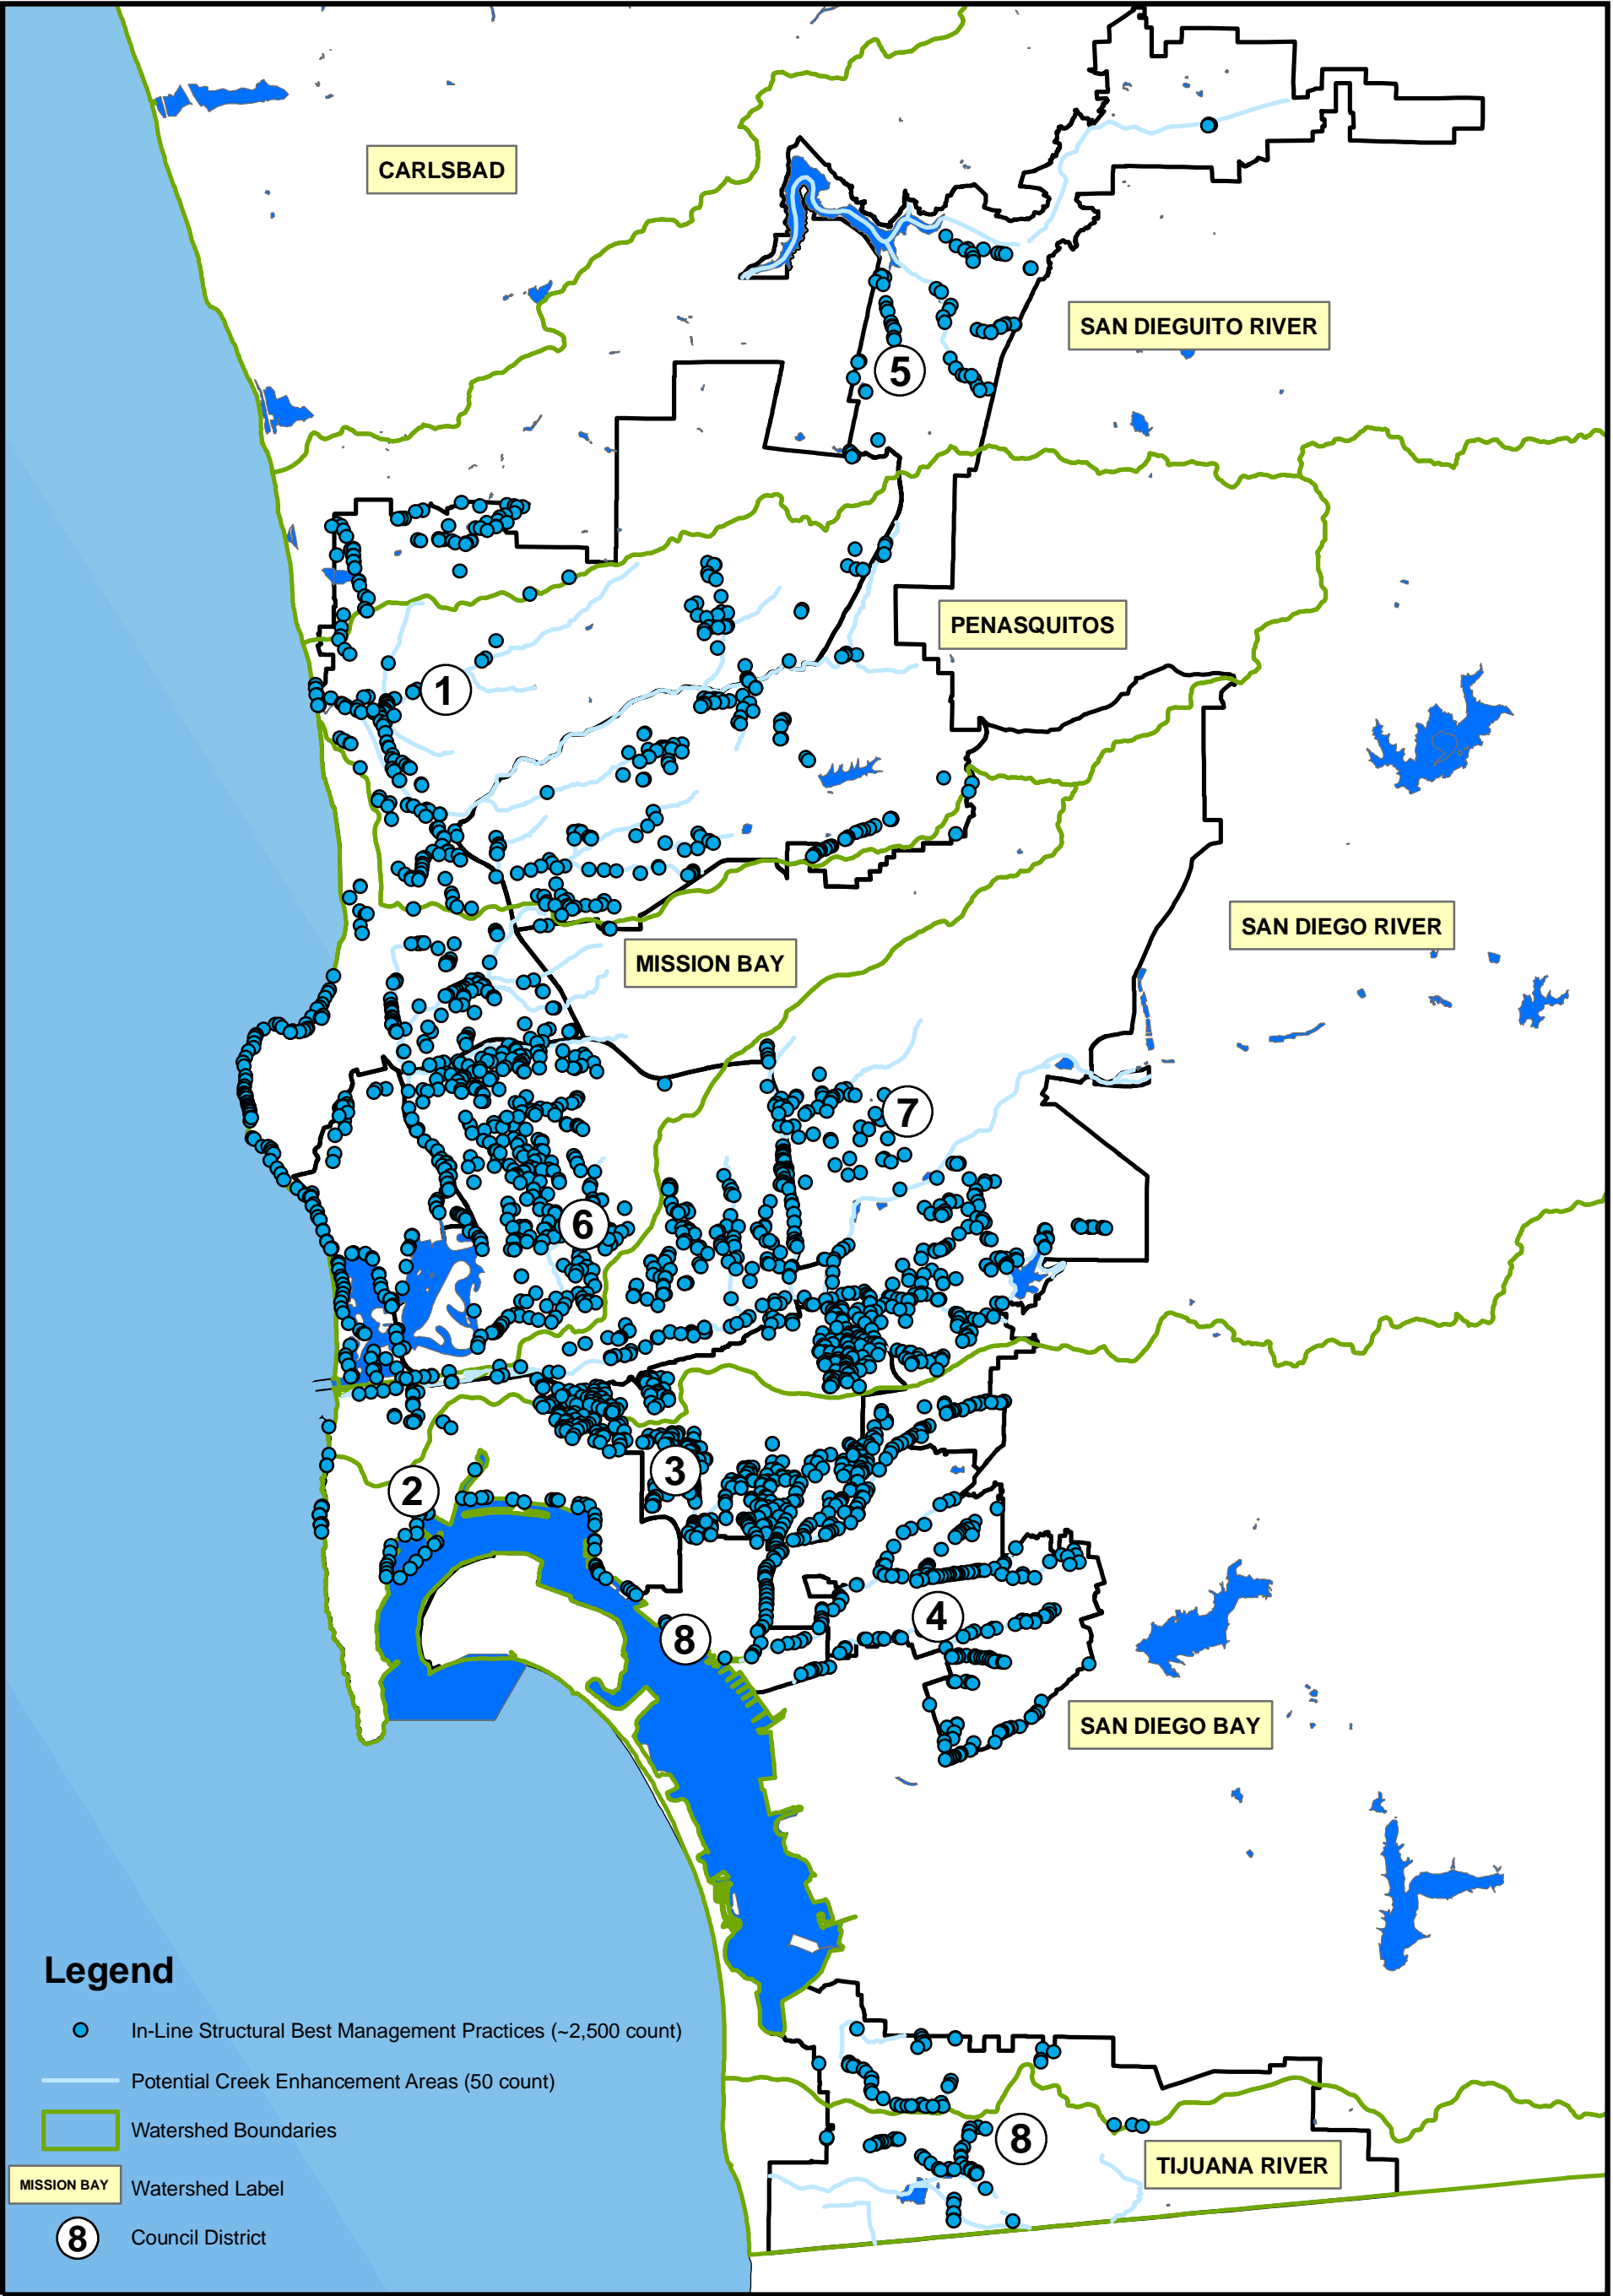 CARLSBAD
SAN DIEGUITO RIVER
5
PENASQUITOS
1
SAN DIEGO RIVER
MISSION BAY
7
6
3
2
4
8
SAN DIEGO BAY
Legend
In-Line Structural Best Management Practices (~2,500 count)
Potential Creek Enhancement Areas (50 count)
Watershed Boundaries
8
TIJUANA RIVER
MISSION BAY Watershed Label
8 Council District